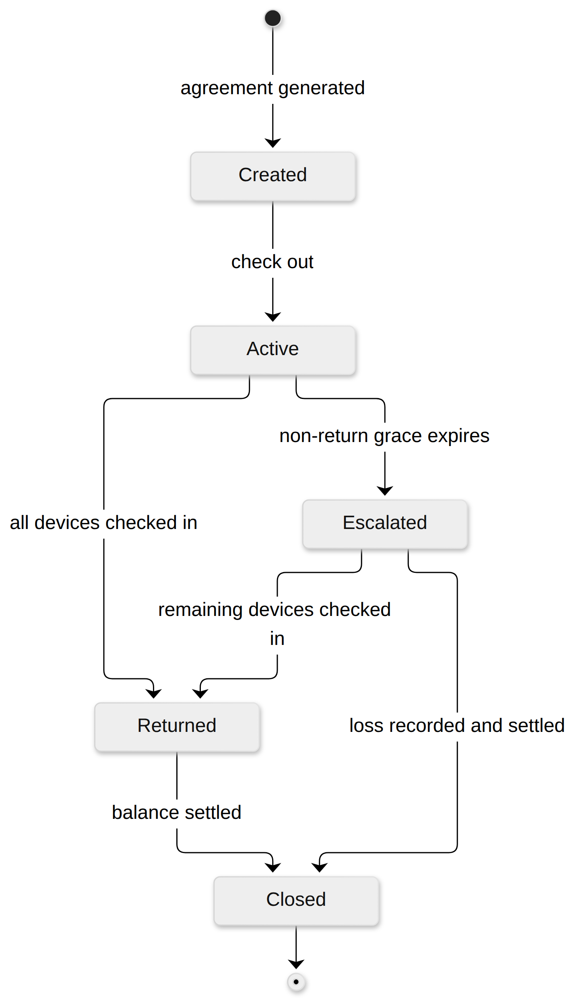 agreement generated
Created
check out
Active
non-return grace expires
all devices checked in
Escalated
remaining devices checked
in
Returned
loss recorded and settled
balance settled
Closed